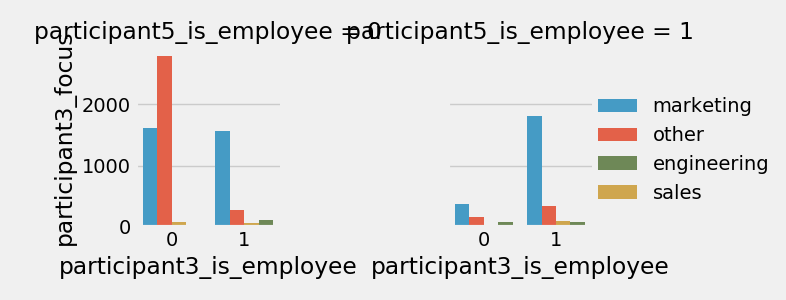 participant5_is_employee = 0
participant5_is_employee = 1
participant3_focus
2000
1000
0
marketing
other
engineering
sales
0 1
0 1
participant3_is_employee
participant3_is_employee